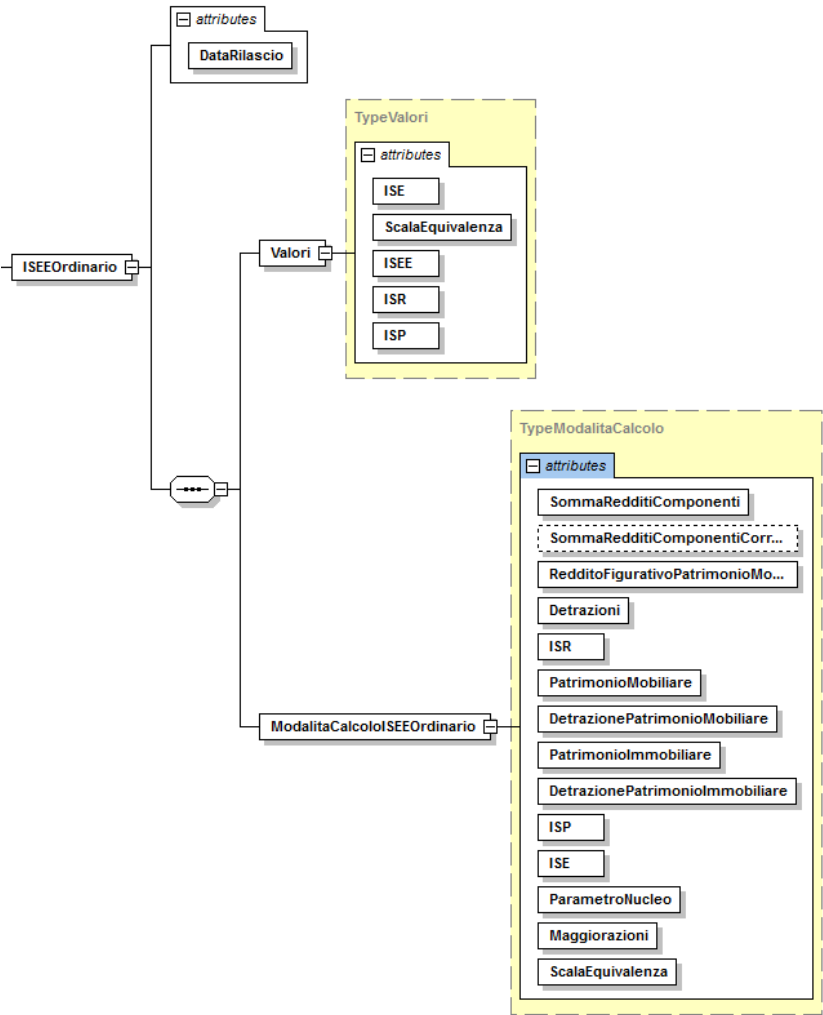 attributes
DataRilascio
TypeValori
attributes
ISE
ScalaEquivalenza
Valori
ISEE
ISEEOrdinario
ISR
ISP
TypeModalitaCalcolo
attributes
SommaRedditiComponenti
SommaRedditiComponentiCorr...
RedditoFigurativoPatrimonioMo...
Detrazioni
ISR
PatrimonioMobiliare
DetrazionePatrimonioMobiliare
ModalitaCalcoloISEEOrdinario
PatrimonioImmobiliare
DetrazionePatrimonioImmobiliare
ISP
ISE
ParametroNucleo
Maggiorazioni
ScalaEquivalenza